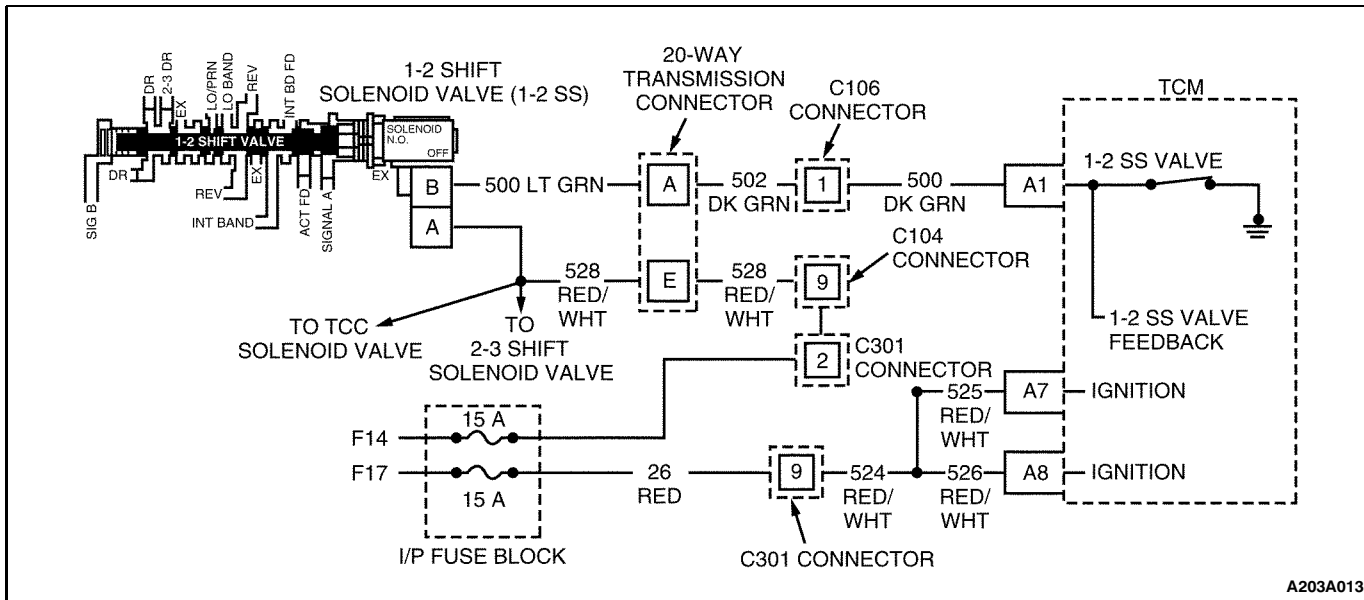 DR
2-3 DR
EX
LO/PRN
LO BAND
REV
INT BD FD
1-2 SHIFT
SOLENOID VALVE (1-2 SS)
20-WAY
TRANSMISSION
CONNECTOR
C106
CONNECTOR
TCM
1-2 SHIFT VALVE
SOLENOID
N.O.
OFF
SIG B
DR
REV
EX
INT BAND
ACT FD
SIGNAL A
EX
B
500 LT GRN
A
502
DK GRN
1
500
DK GRN
A1
1-2 SS VALVE
A
C104
CONNECTOR
528
RED/
WHT
E
528
RED/
WHT
9
TO TCC
SOLENOID VALVE
TO
2-3 SHIFT
SOLENOID VALVE
1-2 SS VALVE
FEEDBACK
2
C301
CONNECTOR
525
RED/
WHT
A7
IGNITION
F14
15 A
F17
15 A
26
RED
9
524
RED/
WHT
526
RED/
WHT
A8
IGNITION
I/P FUSE BLOCK
C301 CONNECTOR
A203A013